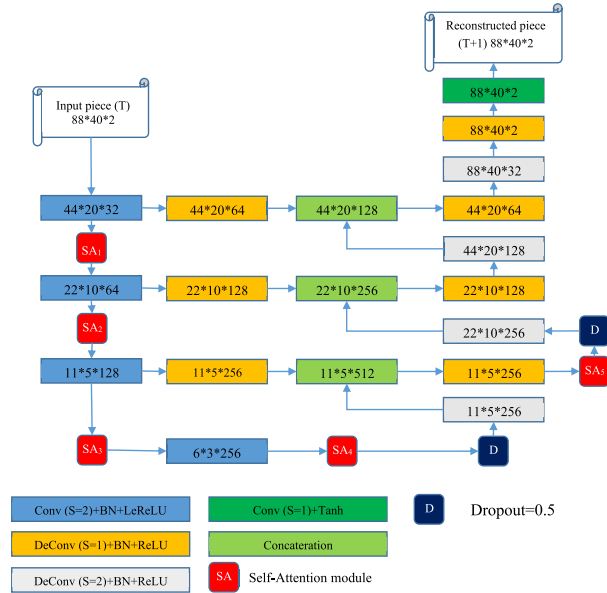 Reconstructed piece
(T+1) 88*40*2
Input piece (T)
88*40*2
88*40*2
88*40*2
88*40*32
44*20*32
44*20*64
44*20*128
44*20*64
SA1
44*20*128
22*10*64
22*10*128
22*10*256
22*10*128
SA2
22*10*256
D
11*5*128
11*5*256
11*5*512
11*5*256
SA5
11*5*256
SA3
6*3*256
SA4
D
Conv (S=2)+BN+LeReLU
Conv (S=1)+Tanh
D
Dropout=0.5
DeConv (S=1)+BN+ReLU
Concateration
DeConv (S=2)+BN+ReLU
SA
Self-Attention module